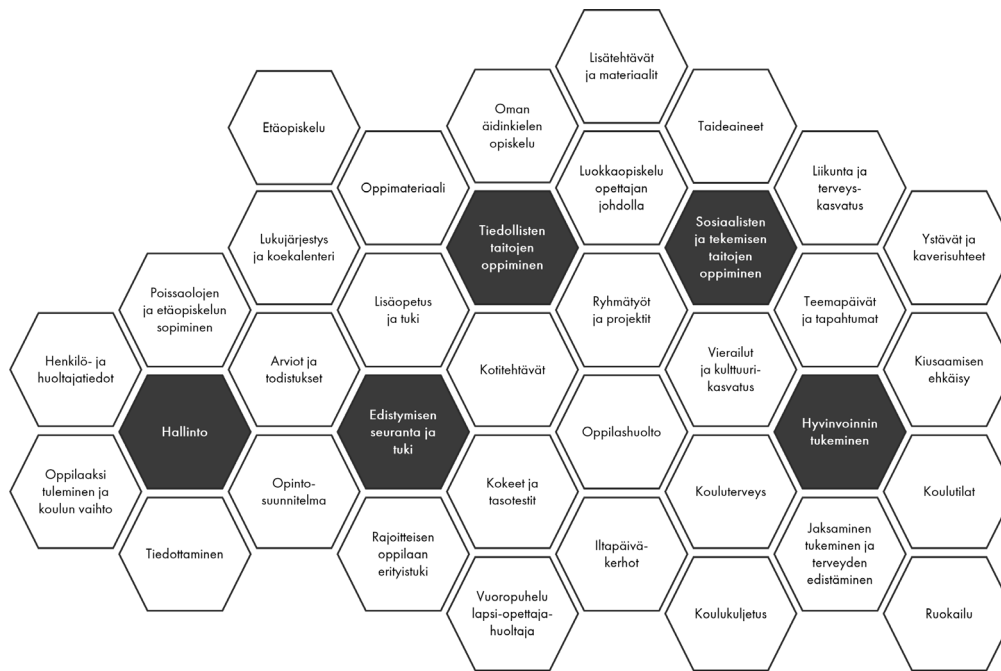 Lisätehtävät
ja materiaalit
Etäopiskelu
Oman
äidinkielen
opiskelu
Taideaineet
Oppimateriaali
Luokkaopiskelu
opettajan
johdolla
Liikunta ja
terveys-
kasvatus
Lukujärjestys
ja koekalenteri
Tiedollisten
taitojen
oppiminen
Sosiaalisten
ja tekemisen
taitojen
oppiminen
Ystävät ja
kaverisuhteet
Poissaolojen
ja etäopiskelun
sopiminen
Lisäopetus
ja tuki
Ryhmätyöt
ja projektit
Teemapäivät
ja tapahtumat
Henkilö- ja
huoltajatiedot
Arviot ja
todistukset
Kotitehtävät
Vierailut
ja kulttuuri-
kasvatus
Kiusaamisen
ehkäisy
Hallinto
Edistymisen
seuranta ja
tuki
Oppilashuolto
Hyvinvoinnin
tukeminen
Oppilaaksi
tuleminen ja
koulun vaihto
Opinto-
suunnitelma
Kokeet ja
tasotestit
Kouluterveys
Koulutilat
Tiedottaminen
Rajoitteisen
oppilaan
erityistuki
Iltapäivä-
kerhot
Jaksaminen
tukeminen ja
terveyden
edistäminen
Vuoropuhelu
lapsi-opettaja-
huoltaja
Koulukuljetus
Ruokailu